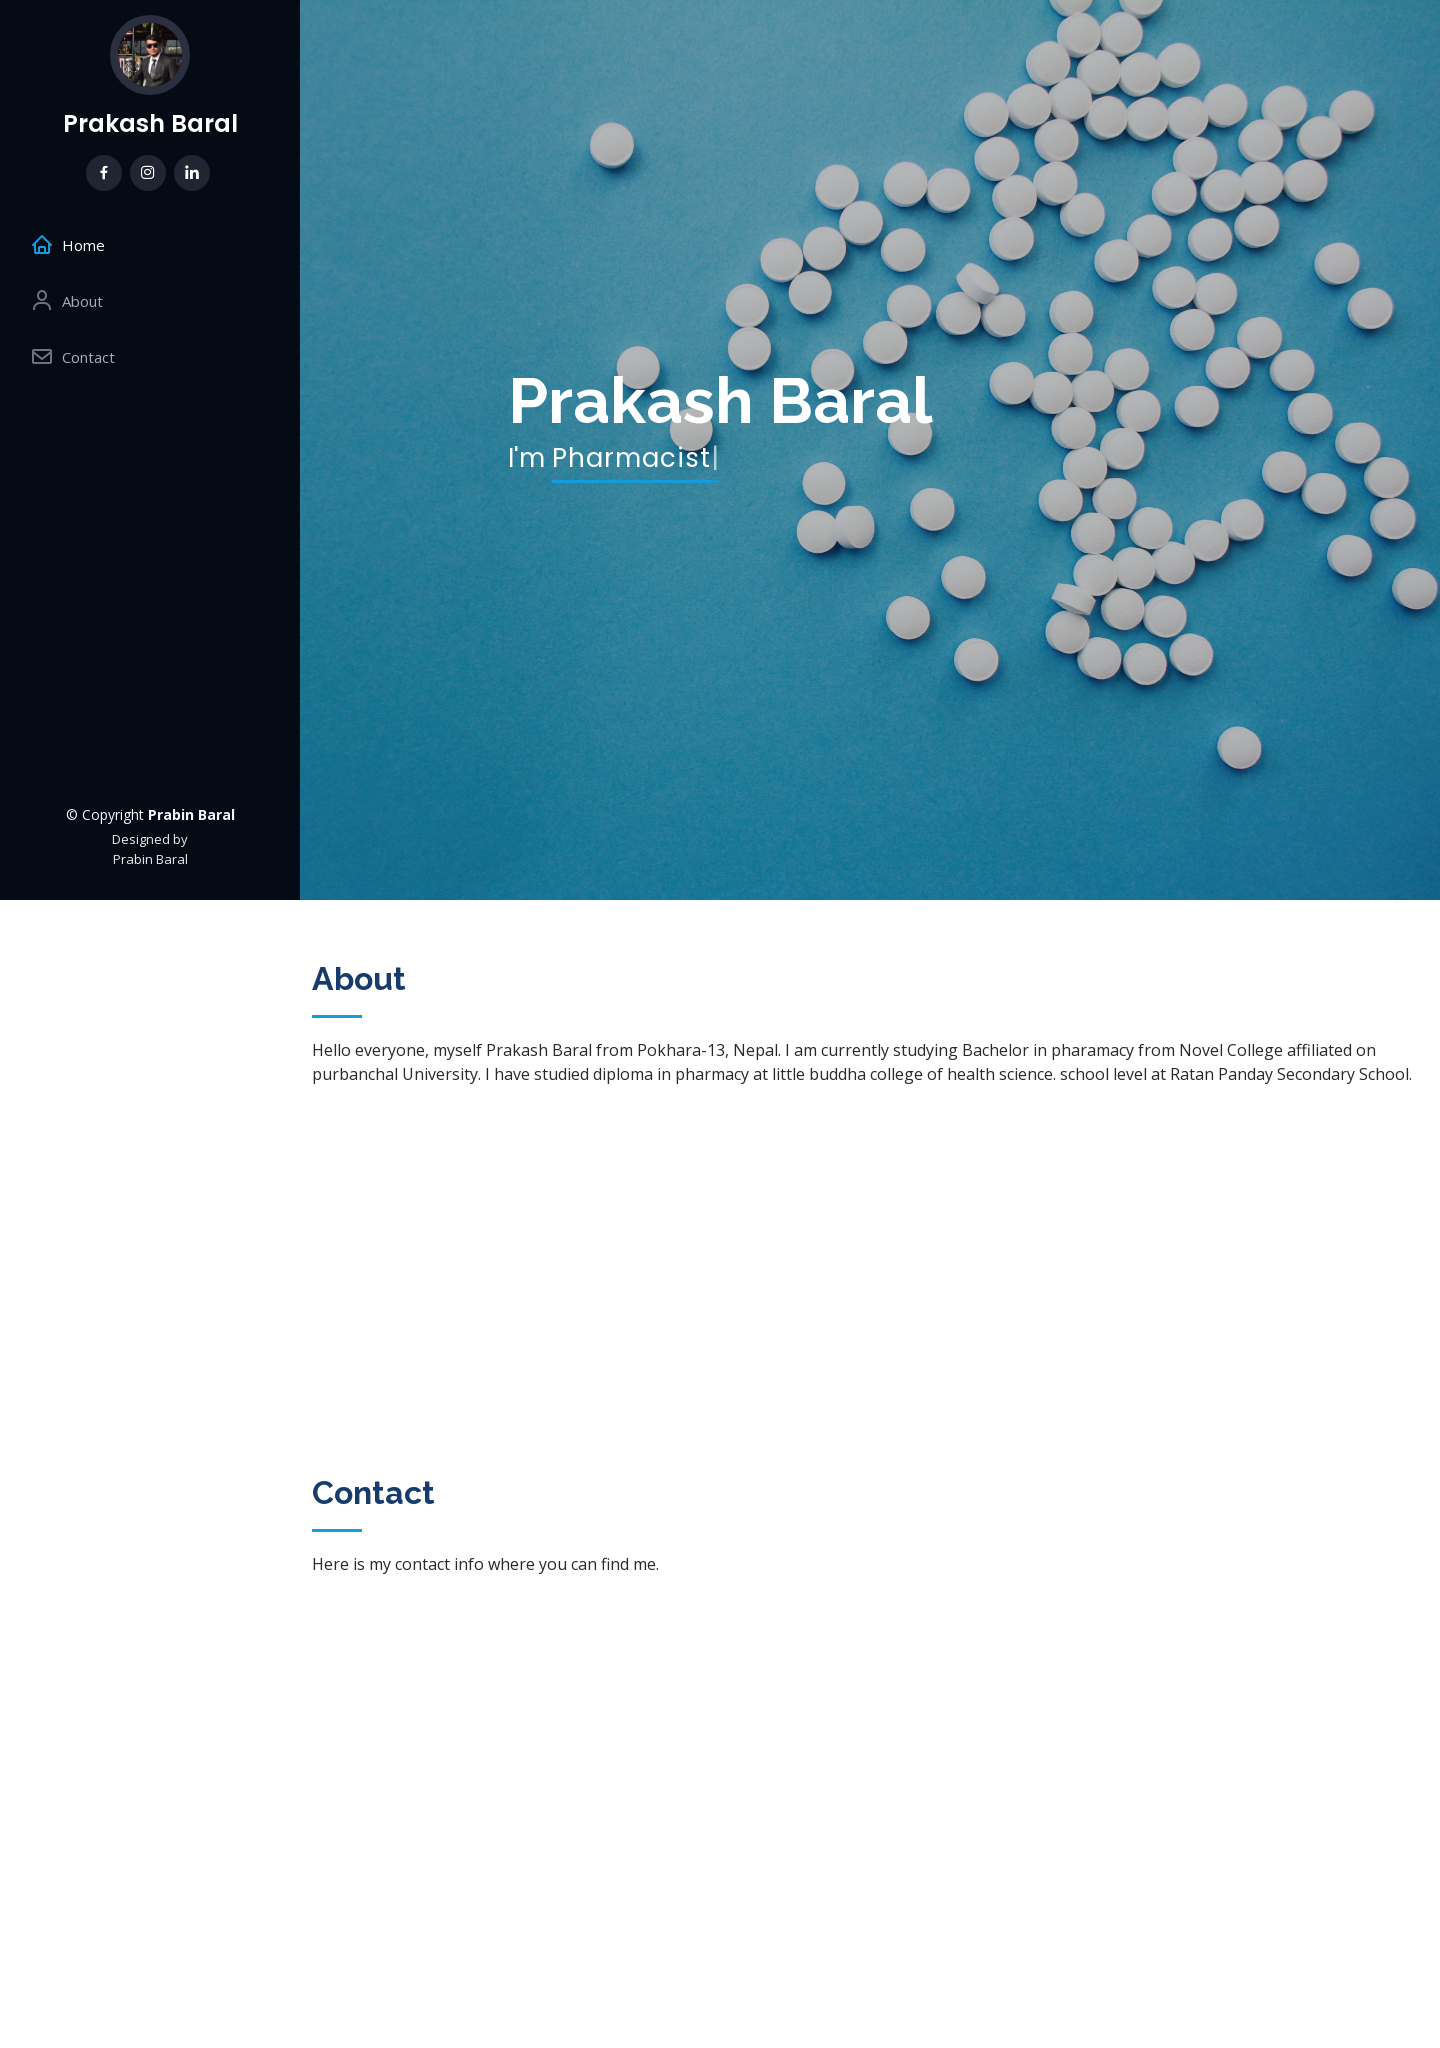 Prakash Baral
Home
About
Contact
© Copyright Prabin Baral
Designed by
Prabin Baral
Prakash Baral
I'm Pharmacist
About
Hello everyone, myself Prakash Baral from Pokhara-13, Nepal. I am currently studying Bachelor in pharamacy from Novel College affiliated on
purbanchal University. I have studied diploma in pharmacy at little buddha college of health science. school level at Ratan Panday Secondary School.
Contact
Here is my contact info where you can find me.